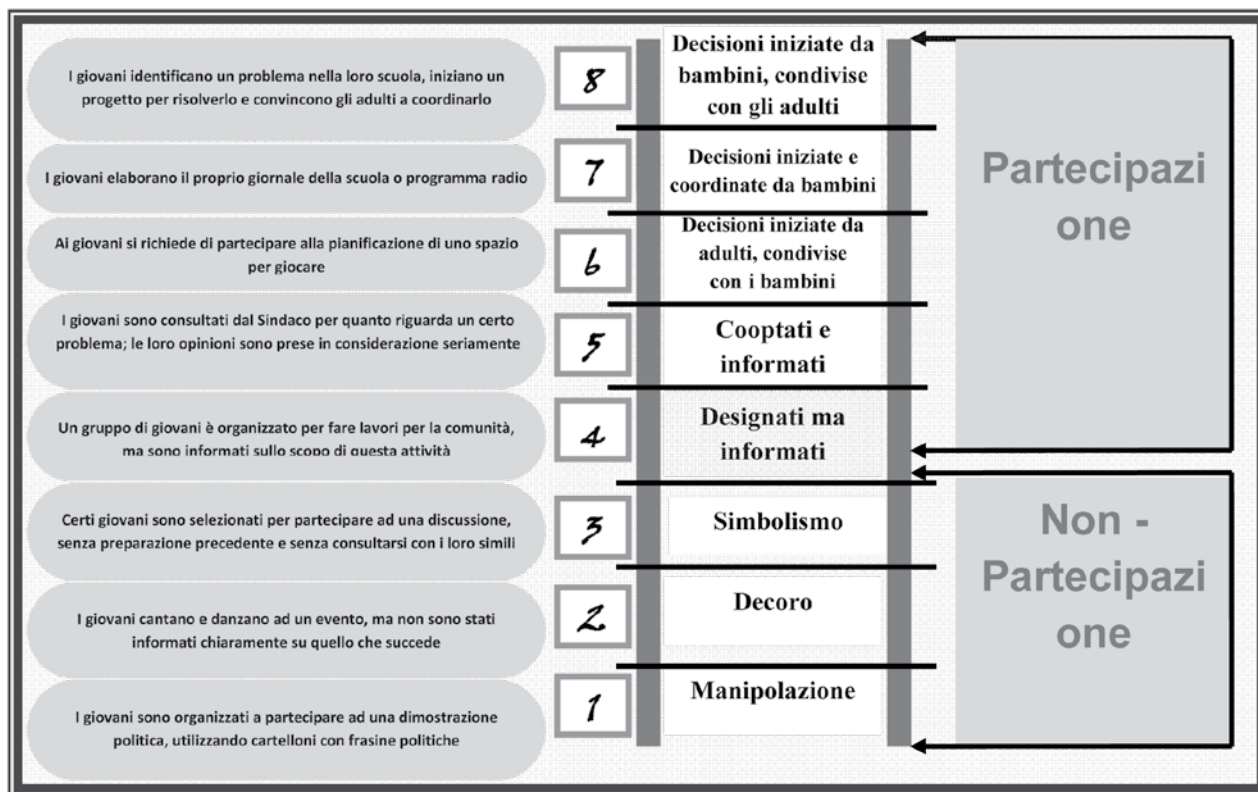 I giovani identificano un problema nella loro scuola, iniziano un
progetto per risolverlo e convincono gli adulti a coordinarlo
8
Decisioni iniziate da
bambini, condivise
con gli adulti
I giovani elaborano il proprio giornale della scuola o programma radio
7
Decisioni iniziate e
coordinate da bambini
Ai giovani si richiede di partecipare alla pianificazione di uno spazio
per giocare
6
Decisioni iniziate da
adulti, condivise
con i bambini
I giovani sono consultati dal Sindaco per quanto riguarda un certo
problema; le loro opinioni sono prese in considerazione seriamente
5
Cooptati e
informati
Un gruppo di giovani è organizzato per fare lavori per la comunità,
ma sono informati sullo scopo di questa attività
4
Designati ma
informati
Partecipazi
one
Certi giovani sono selezionati per partecipare ad una discussione,
senza preparazione precedente e senza consultarsi con i loro simili
3
Simbolismo
I giovani cantano e danzano ad un evento, ma non sono stati
informati chiaramente su quello che succede
2
Decoro
I giovani sono organizzati a partecipare ad una dimostrazione
politica, utilizzando cartelloni con frasine politiche
1
Manipolazione
Non -
Partecipazi
one